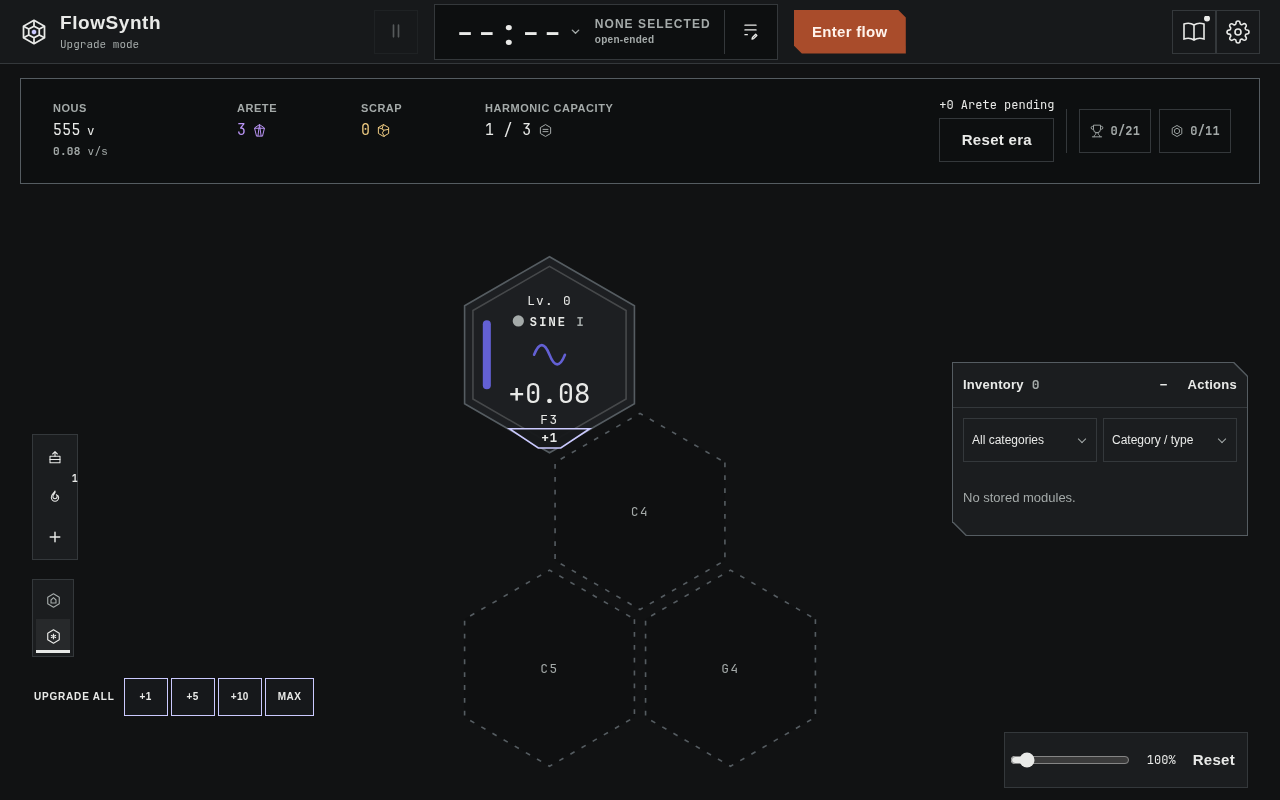 FlowSynth
Upgrade mode
--:--
NONE SELECTED
open-ended
Enter flow
NOUS
555 v
0.08 v/s
ARETE
3
SCRAP
0
HARMONIC CAPACITY
1 / 3
+0 Arete pending
Reset era
0/21
0/11
Lv. 0
SINE I
+0.08
F3
+1
C4
C5
G4
Inventory 0
− Actions
All categories
Category / type
No stored modules.
1
UPGRADE ALL
+1
+5
+10
MAX
100%
Reset